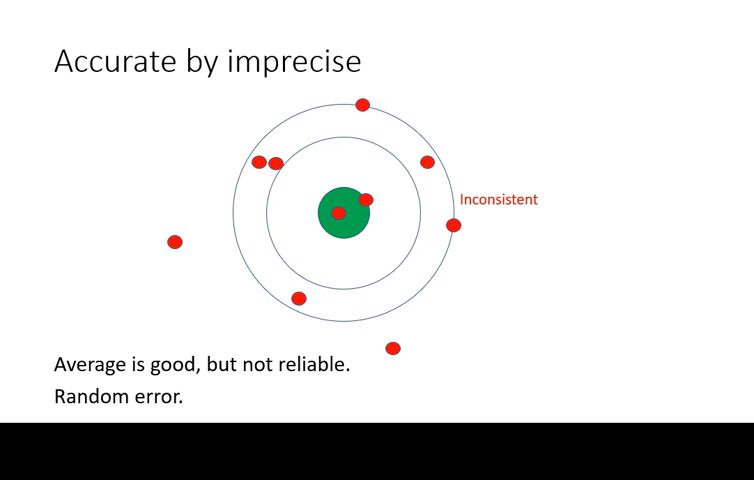 Accurate by imprecise
Inconsistent
Average is good, but not reliable.
Random error.